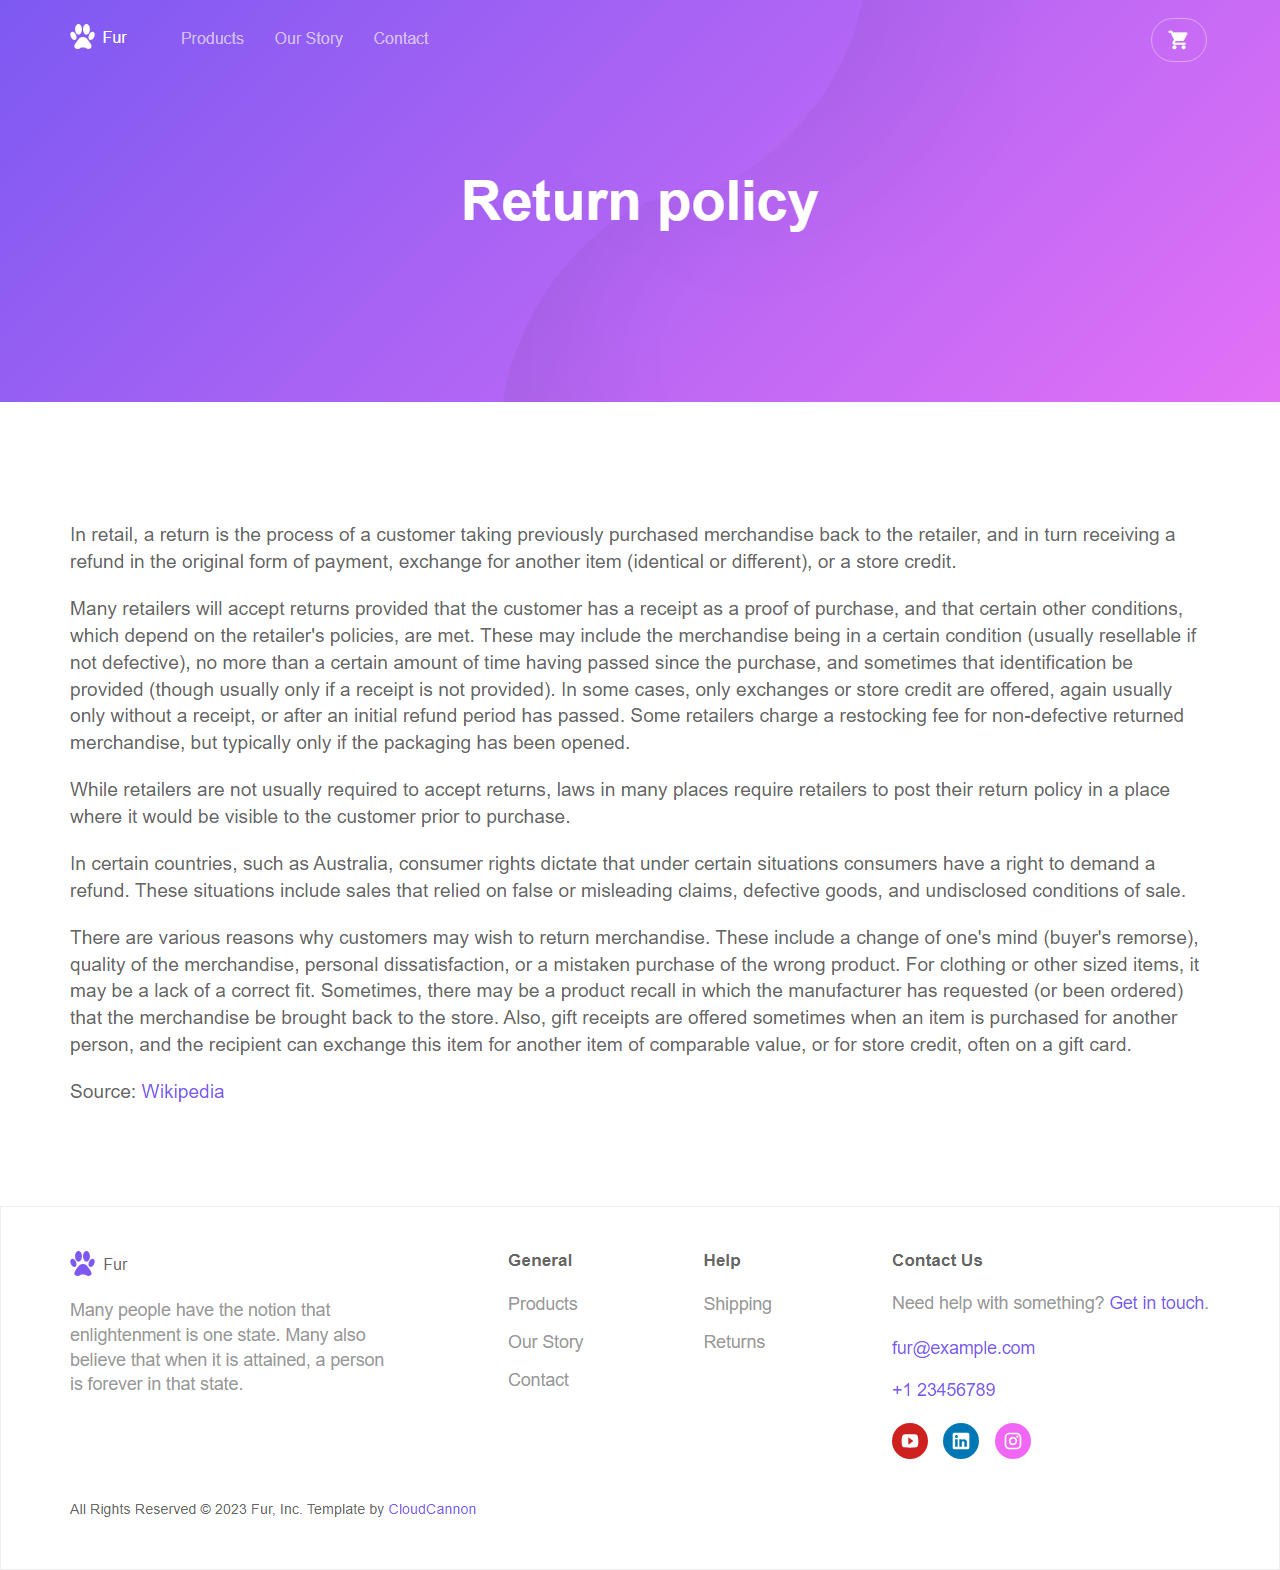 Fur
Products
Our Story
Contact
Return policy
In retail, a return is the process of a customer taking previously purchased merchandise back to the retailer, and in turn receiving a
refund in the original form of payment, exchange for another item (identical or different), or a store credit.
Many retailers will accept returns provided that the customer has a receipt as a proof of purchase, and that certain other conditions,
which depend on the retailer's policies, are met. These may include the merchandise being in a certain condition (usually resellable if
not defective), no more than a certain amount of time having passed since the purchase, and sometimes that identification be
provided (though usually only if a receipt is not provided). In some cases, only exchanges or store credit are offered, again usually
only without a receipt, or after an initial refund period has passed. Some retailers charge a restocking fee for non-defective returned
merchandise, but typically only if the packaging has been opened.
While retailers are not usually required to accept returns, laws in many places require retailers to post their return policy in a place
where it would be visible to the customer prior to purchase.
In certain countries, such as Australia, consumer rights dictate that under certain situations consumers have a right to demand a
refund. These situations include sales that relied on false or misleading claims, defective goods, and undisclosed conditions of sale.
There are various reasons why customers may wish to return merchandise. These include a change of one's mind (buyer's remorse),
quality of the merchandise, personal dissatisfaction, or a mistaken purchase of the wrong product. For clothing or other sized items, it
may be a lack of a correct fit. Sometimes, there may be a product recall in which the manufacturer has requested (or been ordered)
that the merchandise be brought back to the store. Also, gift receipts are offered sometimes when an item is purchased for another
person, and the recipient can exchange this item for another item of comparable value, or for store credit, often on a gift card.
Source: Wikipedia
Fur
Many people have the notion that
enlightenment is one state. Many also
believe that when it is attained, a person
is forever in that state.
General
Products
Our Story
Contact
Help
Shipping
Returns
Contact Us
Need help with something? Get in touch.
fur@example.com
+1 23456789
All Rights Reserved © 2023 Fur, Inc. Template by CloudCannon